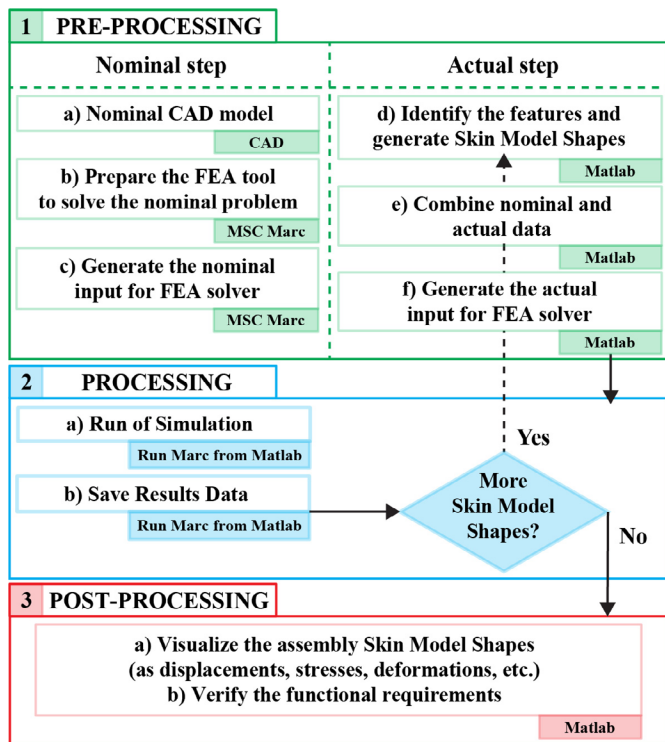 1 PRE-PROCESSING
Nominal step
a) Nominal CAD model
CAD
b) Prepare the FEA tool
to solve the nominal problem
MSC Marc
c) Generate the nominal
input for FEA solver
MSC Marc
Actual step
d) Identify the features and
generate Skin Model Shapes
Matlab
e) Combine nominal and
actual data
Matlab
f) Generate the actual
input for FEA solver
Matlab
2 PROCESSING
a) Run of Simulation
Run Marc from Matlab
b) Save Results Data
Run Marc from Matlab
Yes
More
Skin Model
Shapes?
No
3 POST-PROCESSING
a) Visualize the assembly Skin Model Shapes
(as displacements, stresses, deformations, etc.)
b) Verify the functional requirements
Matlab